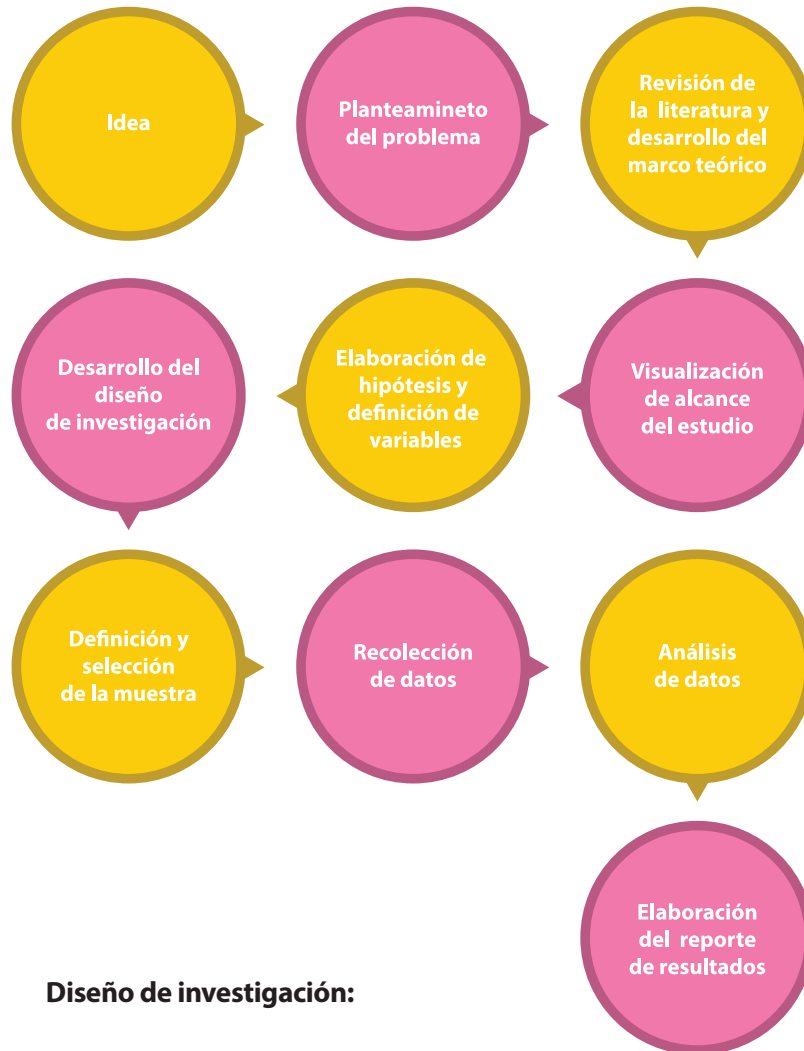 Idea
Planteamineto
del problema
Revisión de
la literatura y
desarrollo del
marco teórico
Visualización
de alcance
del estudio
Elaboración de
hipótesis y
definición de
variables
Desarrollo del
diseño
de investigación
Definición y
selección
de la muestra
Recolección
de datos
Análisis
de datos
Elaboración
del reporte
de resultados
Diseño de investigación: